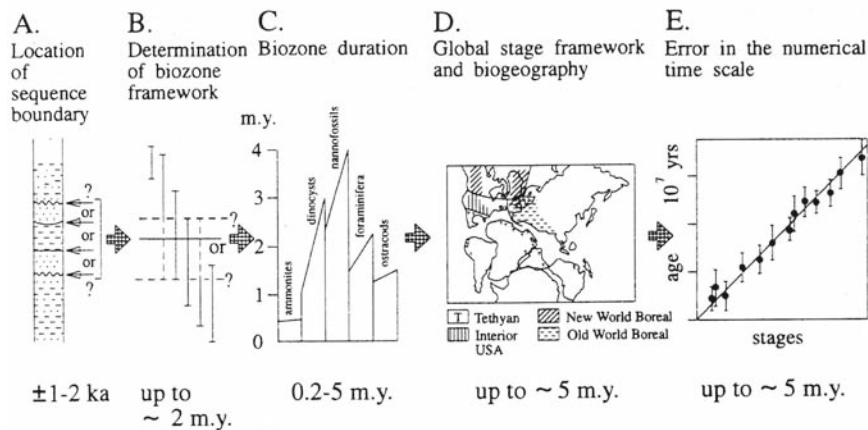 A.
Location
of
sequence
boundary
?
or
or
or
?
±1-2 ka
B.
Determination
of biozone
framework
?
or
?
up to
~ 2 m.y.
C.
Biozone duration
m.y.
4
3
2
1
0
ammonites
dinocysts
nannofossils
foraminifera
ostracods
0.2-5 m.y.
D.
Global stage framework
and biogeography
T Tethyan
New World Boreal
Interior
USA
Old World Boreal
up to ~ 5 m.y.
E.
Error in the numerical
time scale
age 10⁷ yrs
stages
up to ~ 5 m.y.